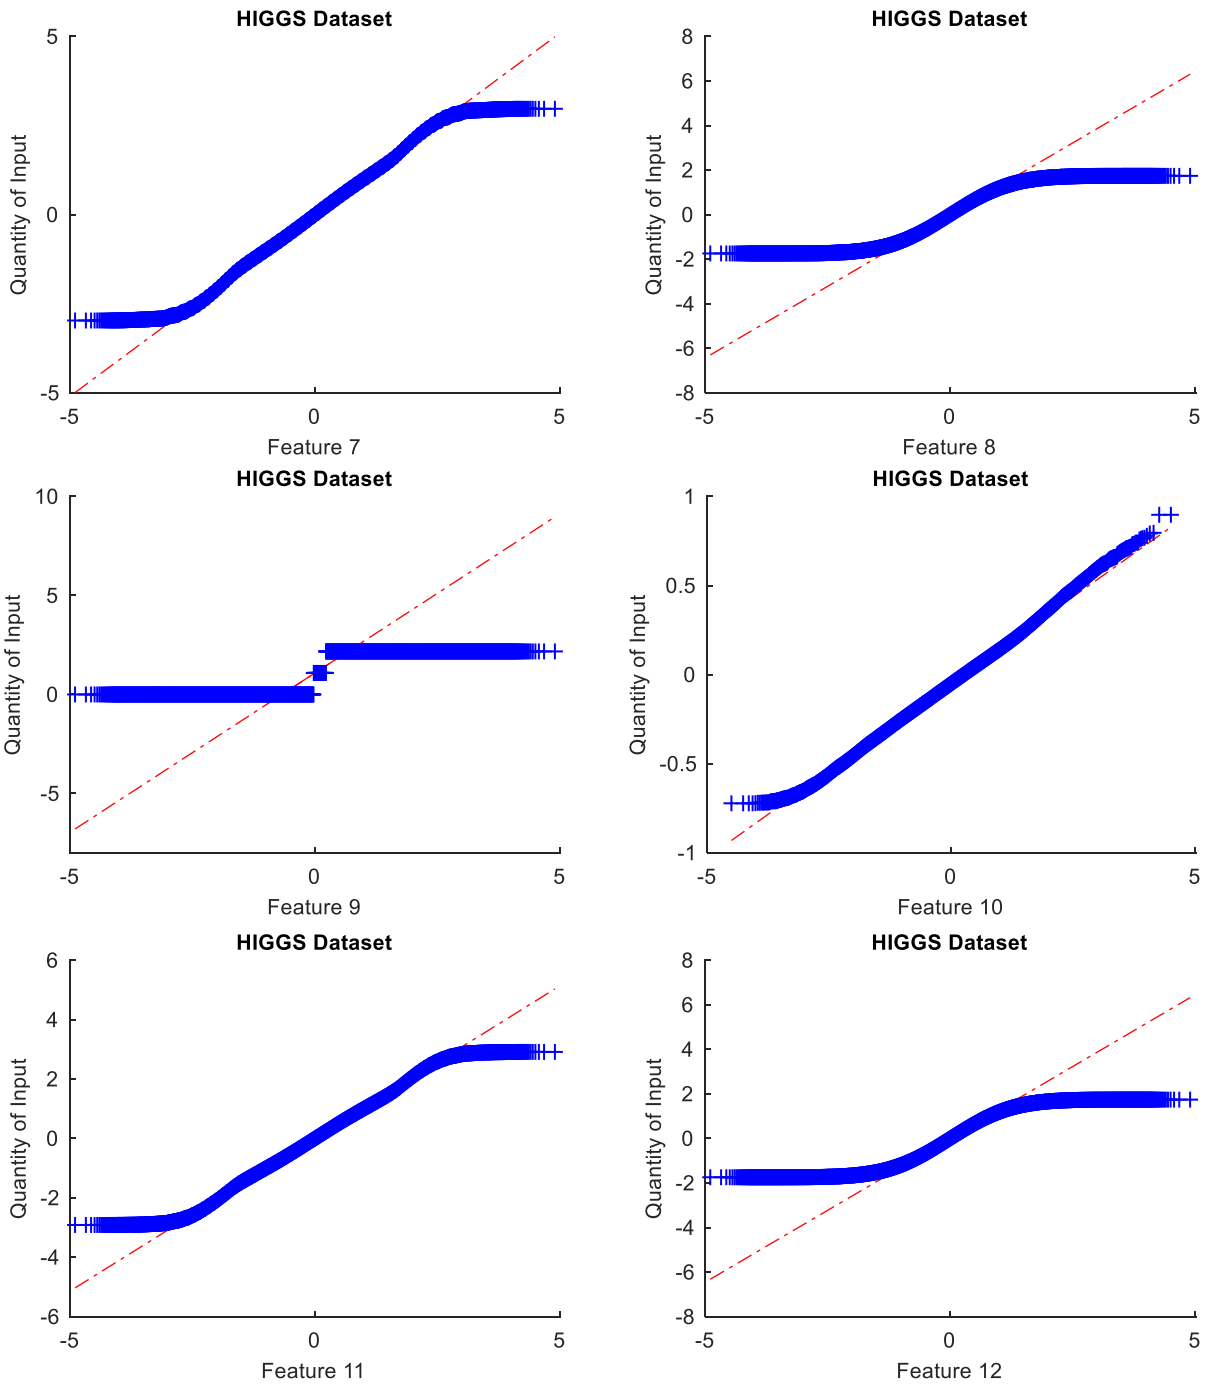 HIGGS Dataset
5
0
-5
Quantity of Input
-5 0 5
Feature 7
HIGGS Dataset
8
6
4
2
0
-2
-4
-6
-8
Quantity of Input
-5 0 5
Feature 8
HIGGS Dataset
10
5
0
-5
Quantity of Input
-5 0 5
Feature 9
HIGGS Dataset
1
0.5
0
-0.5
-1
Quantity of Input
-5 0 5
Feature 10
HIGGS Dataset
6
4
2
0
-2
-4
-6
Quantity of Input
-5 0 5
Feature 11
HIGGS Dataset
8
6
4
2
0
-2
-4
-6
-8
Quantity of Input
-5 0 5
Feature 12